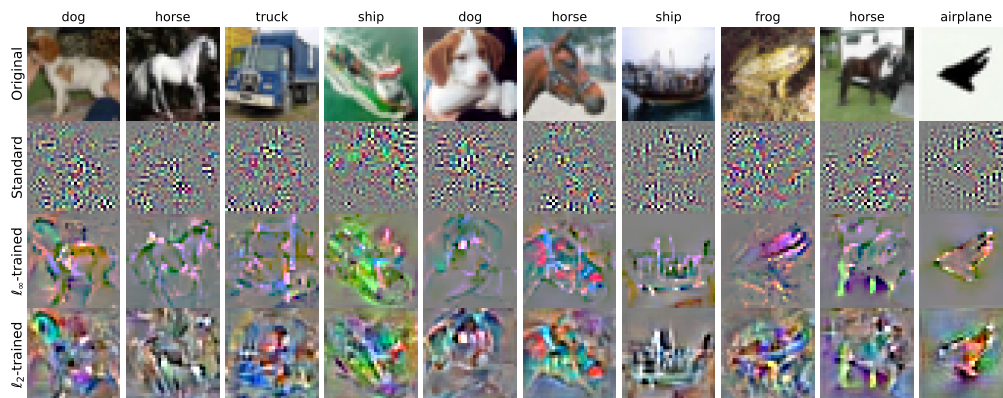 dog horse truck ship dog horse ship frog horse airplane
Original
Standard
ℓ∞-trained
ℓ2-trained